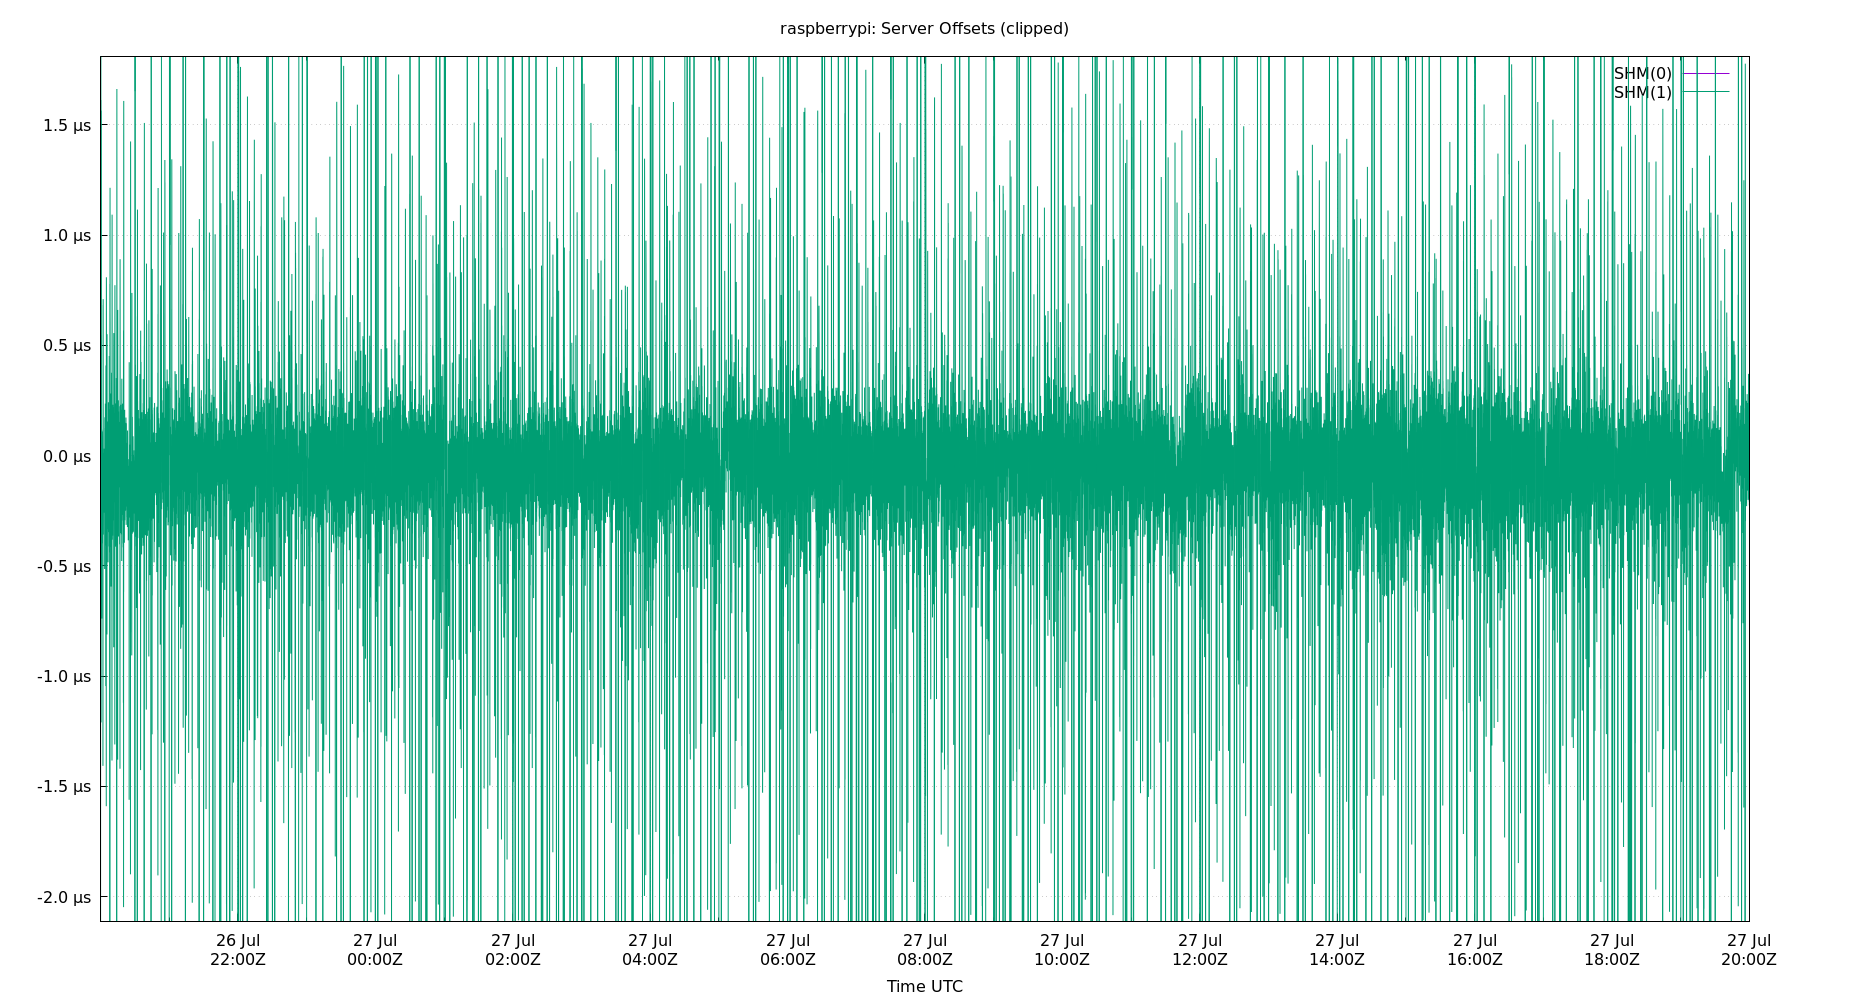 raspberrypi: Server Offsets (clipped)
SHM(0)
SHM(1)
1.5 µs
1.0 µs
0.5 µs
0.0 µs
-0.5 µs
-1.0 µs
-1.5 µs
-2.0 µs
26 Jul 27 Jul 27 Jul 27 Jul 27 Jul 27 Jul 27 Jul 27 Jul 27 Jul 27 Jul 27 Jul 27 Jul
22:00Z 00:00Z 02:00Z 04:00Z 06:00Z 08:00Z 10:00Z 12:00Z 14:00Z 16:00Z 18:00Z 20:00Z
Time UTC